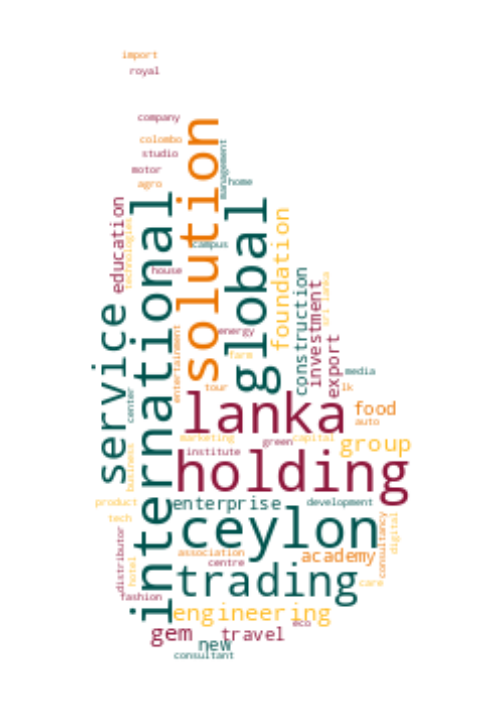 import
royal
company
colombo
studio
motor
agro
solution
management
home
education
technologies
international
campus
global
foundation
house
construction
investment
sri lanka
service
entertainment
energy
farm
export
media
tour
lk
center
lanka
food
auto
business
marketing
green
capital
group
institute
holding
product
enterprise
development
tech
ceylon
digital
consultancy
distributor
hotel
association
centre
academy
trading
care
fashion
engineering
gem
travel
eco
new
consultant